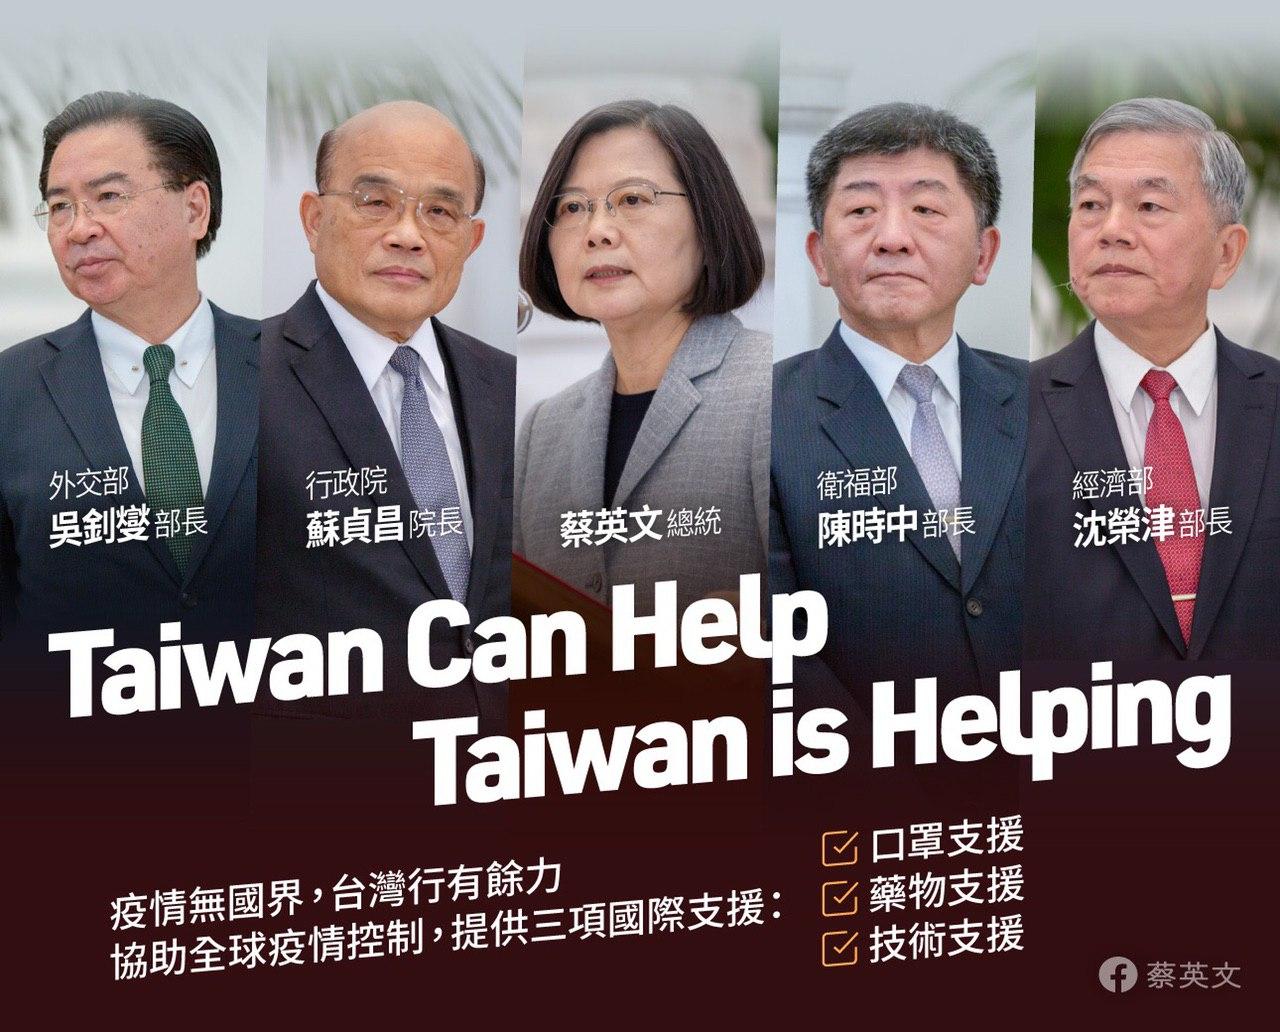 外交部
吳釗燮部長
行政院
蘇貞昌院長
蔡英文總統
衛福部
陳時中部長
經濟部
沈榮津部長
Taiwan Can Help
Taiwan is Helping
疫情無國界，台灣行有餘力
協助全球疫情控制，提供三項國際支援：
口罩支援
藥物支援
技術支援
蔡英文